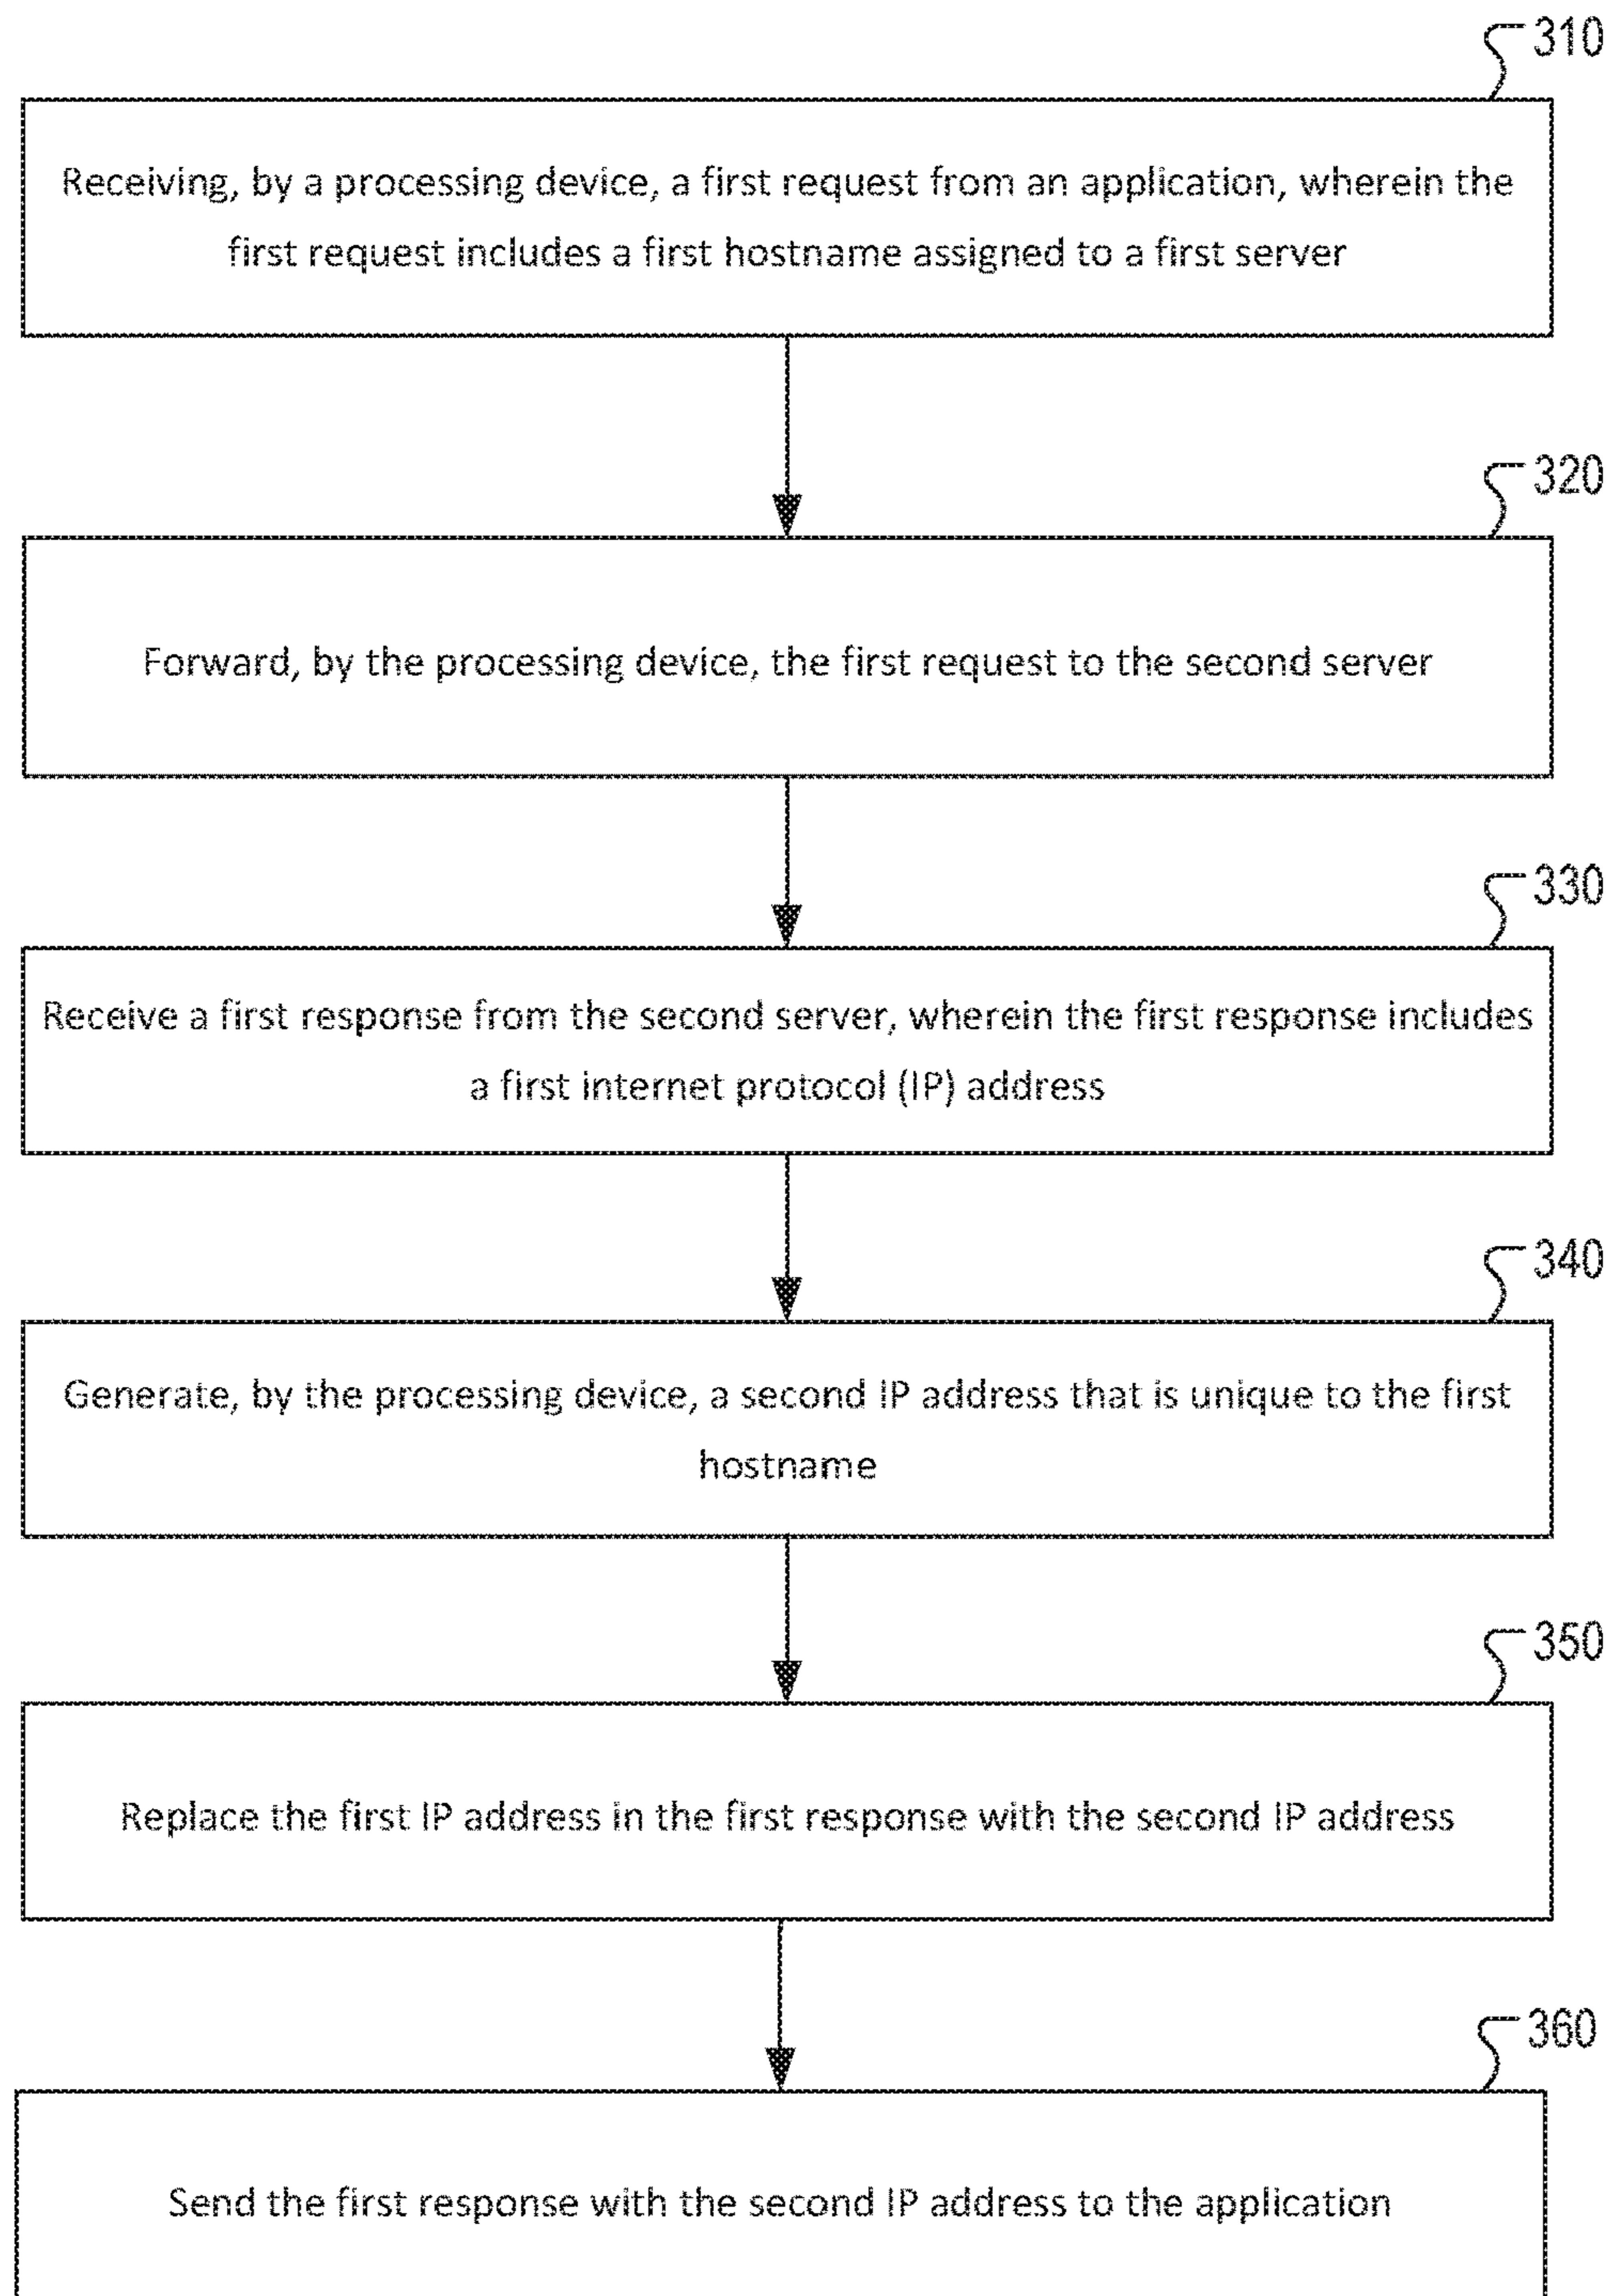 310
Receiving, by a processing device, a first request from an application, wherein the
first request includes a first hostname assigned to a first server
320
Forward, by the processing device, the first request to the second server
330
Receive a first response from the second server, wherein the first response includes
a first internet protocol (IP) address
340
Generate, by the processing device, a second IP address that is unique to the first
hostname
350
Replace the first IP address in the first response with the second IP address
360
Send the first response with the second IP address to the application